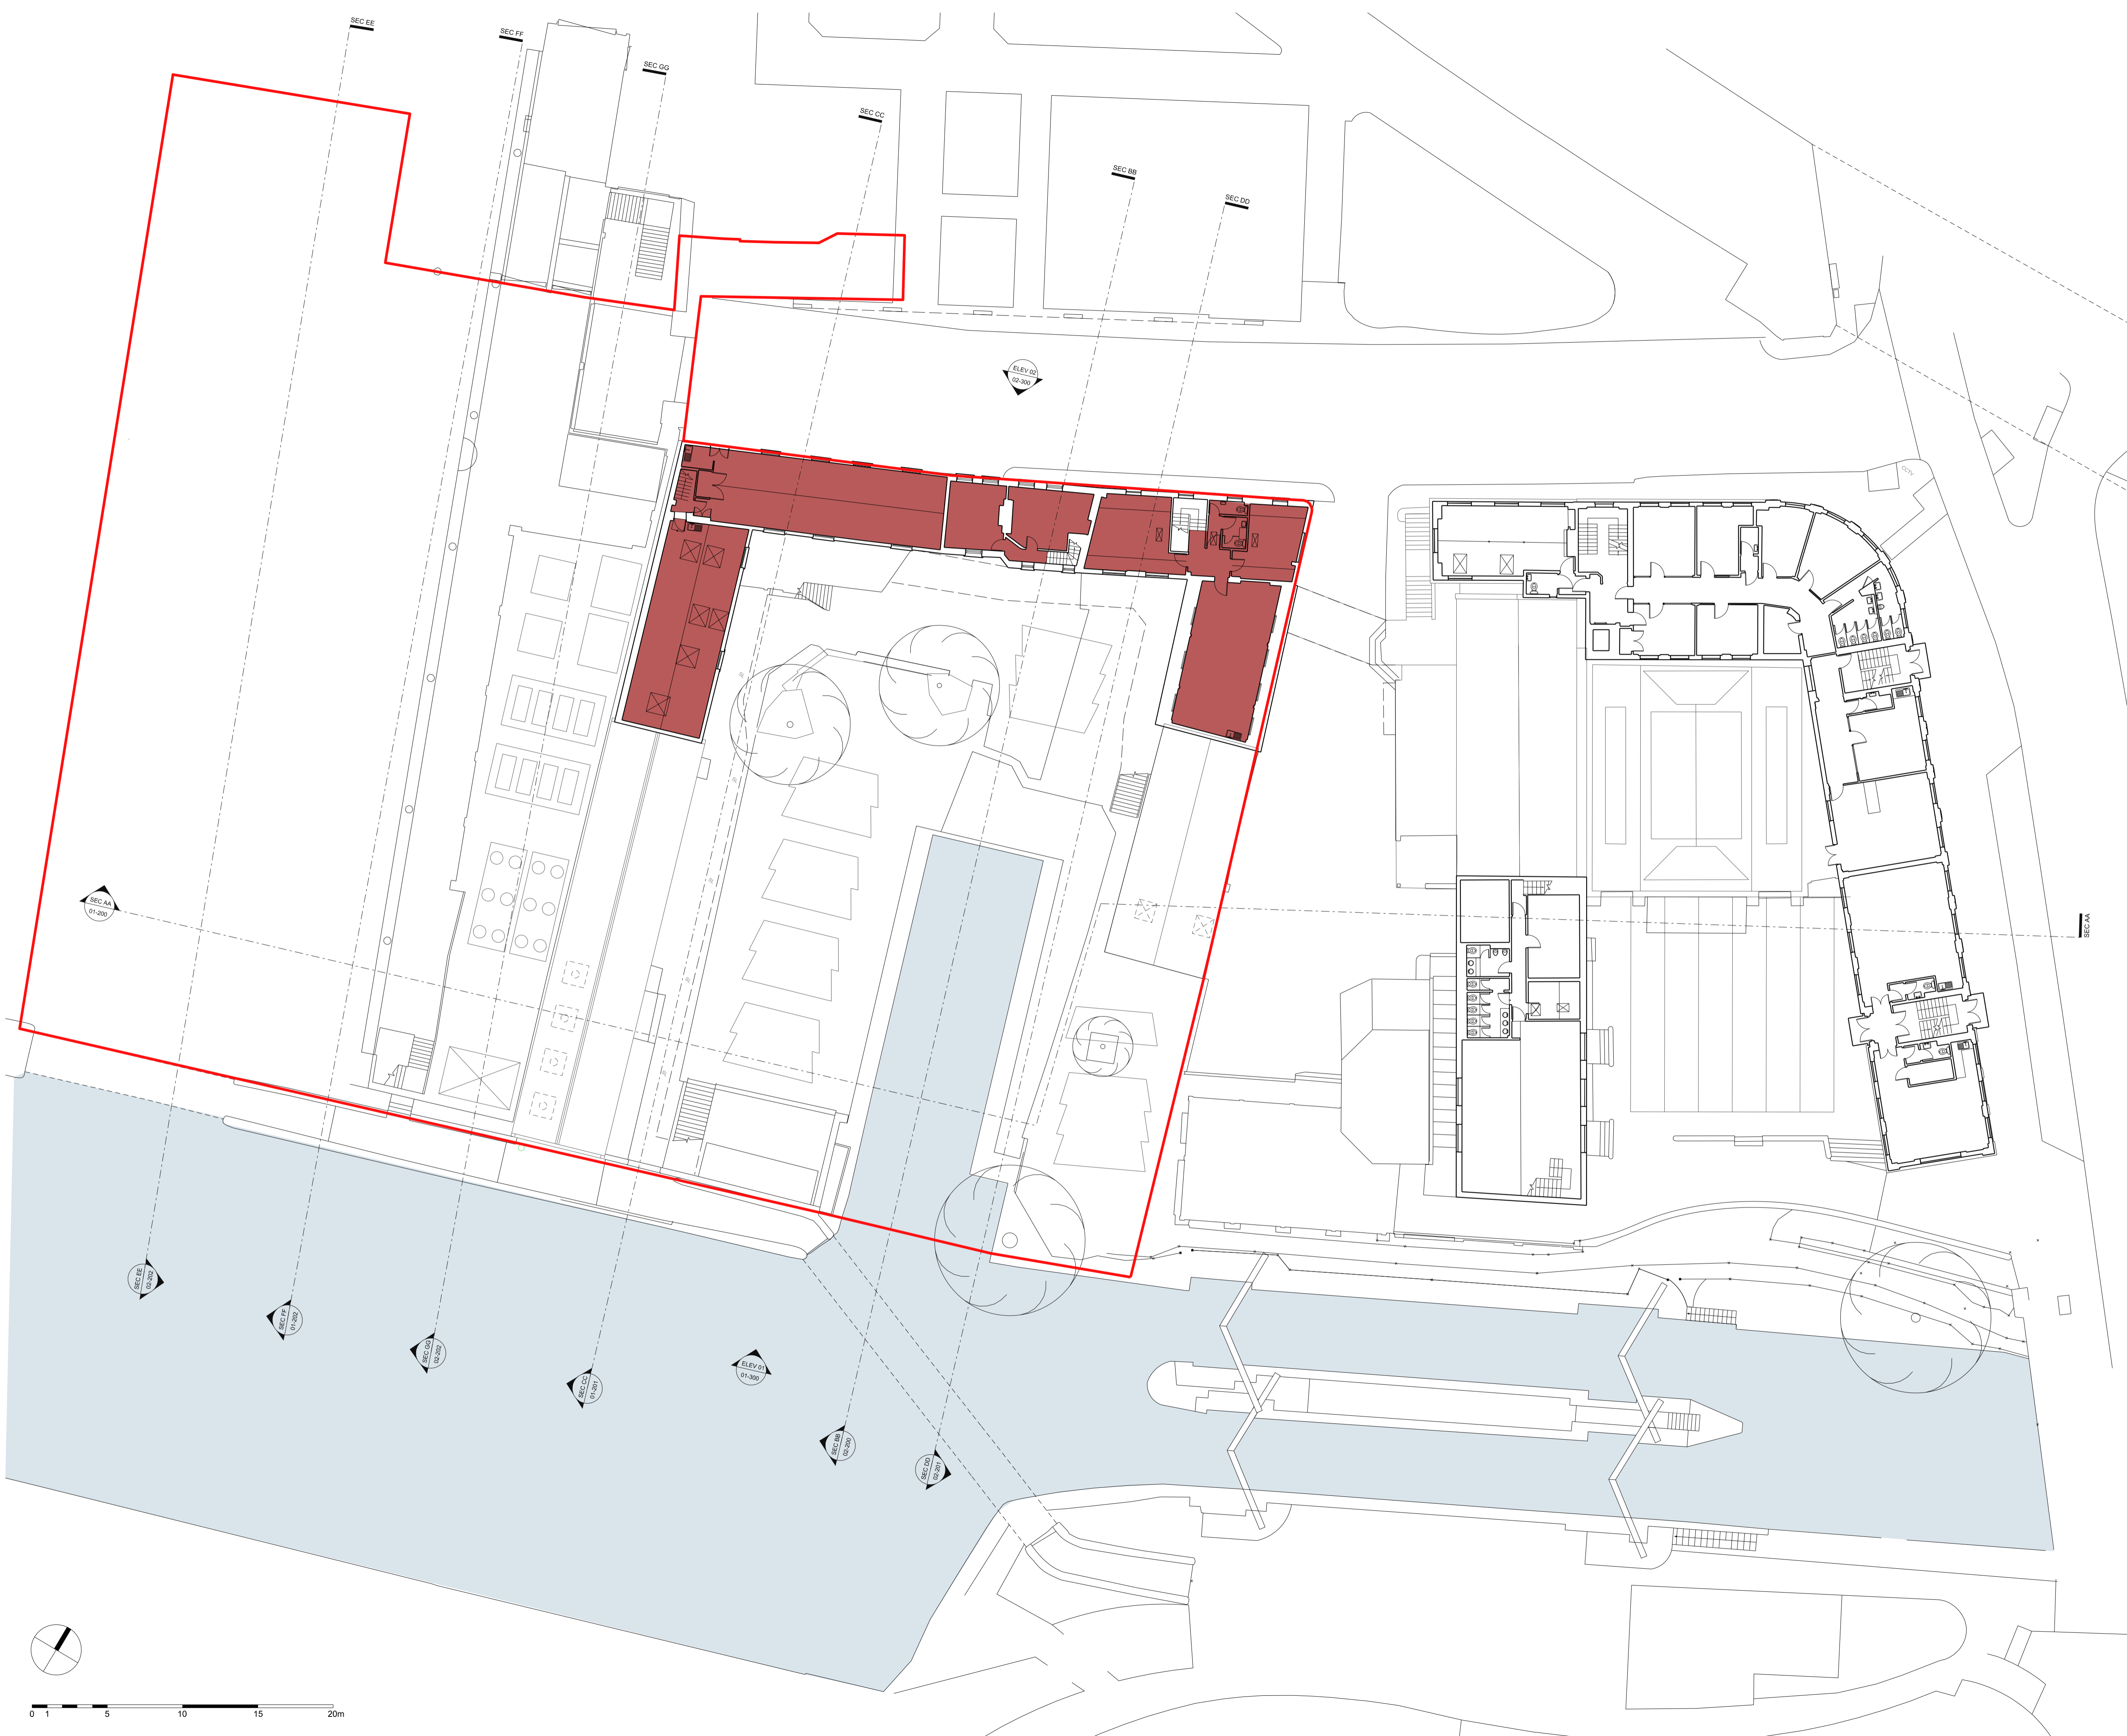 SEC EE
SEC FF
SEC GG
SEC CC
SEC BB
SEC DD
ELEV 02
02-300
CCTV
SEC AA
01-200
SEC AA
SEC EE
02-202
SEC FF
01-202
SEC GG
02-202
SEC CC
01-201
ELEV 01
01-300
SEC BB
02-200
SEC DD
02-201
0 1 5 10 15 20m